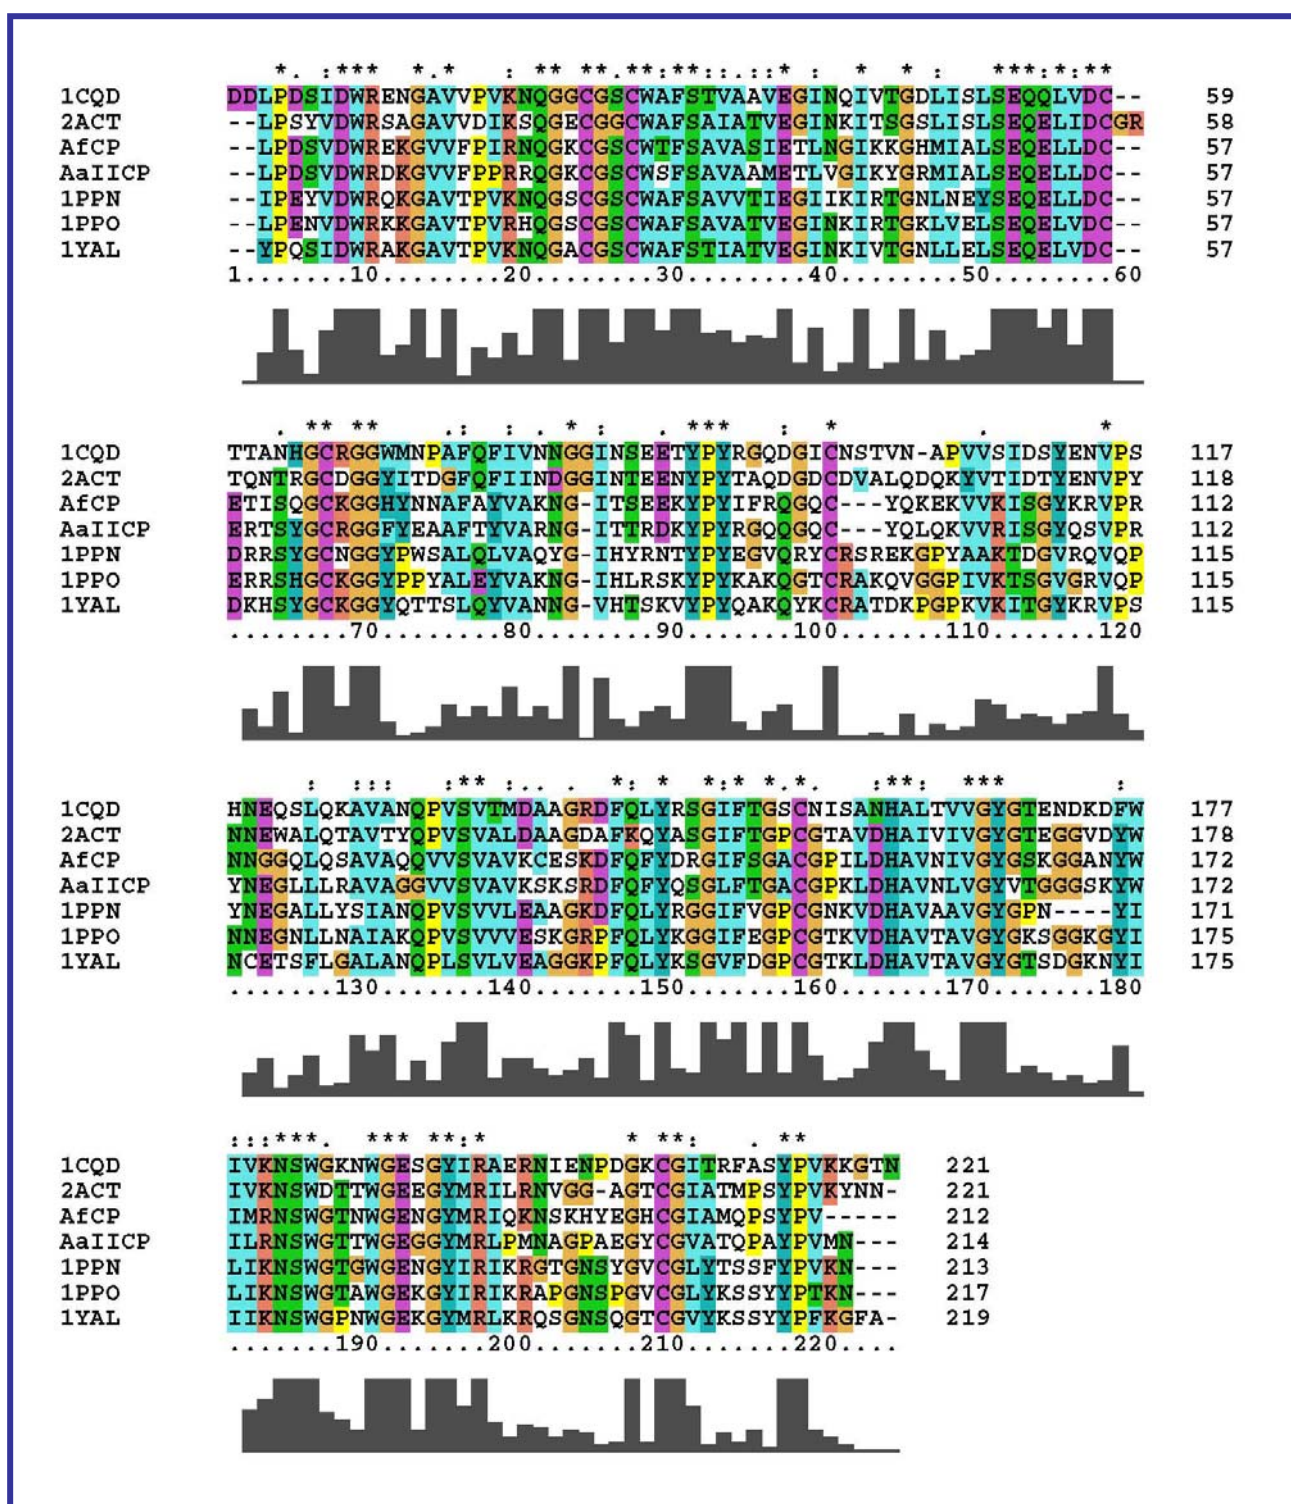 *. :*** *.* : ** **.**.**::..:* : * * : ***:*:**
1CQD DDLPDSIDWRENGAVVPVKNQGGCGSCWAFSTVAAVEGINQIVTGDLISLSEQQLVDC-- 59
2ACT --LPSYVDWRSAGAVVDIKSQGECGGCWAFSAIATVEGINKITSGSLISLSEQELIDCGR 58
AfCP --LPDSVDWREKGVVFPIRNQGKCGSCWTFSAVASIETLNGIKKGHMIALSEQELLDC-- 57
AaIICP --LPDSVDWRDKGVVFPPRRQGKCGSCWSFSAVAAMETLVGIKYGRMIALSEQELLDC-- 57
1PPN --IPEYVDWRQKGAVTPVKNQGSCGSCWAFSAVVTIEGIIKIRTGNLNEYSEQELLDC-- 57
1PPO --LPENVDWRKKGAVTPVRHQGSCGSCWAFSAVATVEGINKIRTGKLVELSEQELVDC-- 57
1YAL --YPQSIDWRAKGAVTPVKNQGACGSCWAFSTIATVEGINKIVTGNLLELSEQELVDC-- 57
1........10........20........30........40........50........60
. ** ** : : . * : . *** : * . *
1CQD TTANHGCRGGWMNPAFQFIVNNGGINSEETYPYRGQDGICNSTVN-APVVSIDSYENVPS 117
2ACT TQNTRGCDGGYITDGFQFIINDGGINTEENYPYTAQDGDCDVALQDQKYVTIDTYENVPY 118
AfCP ETISQGCKGGHYNNAFAYVAKNG-ITSEEKYPYIFRQGQC---YQKEKVVKISGYKRVPR 112
AaIICP ERTSYGCRGGFYEAAFTYVARNG-ITTRDKYPYRGQQGQC---YQLQKVVRISGYQSVPR 112
1PPN DRRSYGCNGGYPWSALQLVAQYG-IHYRNTYPYEGVQRYCRSREKGPYAAKTDGVRQVQP 115
1PPO ERRSHGCKGGYPPYALEYVAKNG-IHLRSKYPYKAKQGTCRAKQVGGPIVKTSGVGRVQP 115
1YAL DKHSYGCKGGYQTTSLQYVANNG-VHTSKVYPYQAKQYKCRATDKPGPKVKITGYKRVPS 115
.........70........80........90.......100.......110.......120
: ::: :** :.. . *: * *:* * *. :**: *** :
1CQD HNEQSLQKAVANQPVSVTMDAAGRDFQLYRSGIFTGSCNISANHALTVVGYGTENDKDFW 177
2ACT NNEWALQTAVTYQPVSVALDAAGDAFKQYASGIFTGPCGTAVDHAIVIVGYGTEGGVDYW 178
AfCP NNGGQLQSAVAQQVVSVAVKCESKDFQFYDRGIFSGACGPILDHAVNIVGYGSKGGANYW 172
AaIICP YNEGLLLRAVAGGVVSVAVKSKSRDFQFYQSGLFTGACGPKLDHAVNLVGYVTGGGSKYW 172
1PPN YNEGALLYSIANQPVSVVLEAAGKDFQLYRGGIFVGPCGNKVDHAVAAVGYGPN----YI 171
1PPO NNEGNLLNAIAKQPVSVVVESKGRPFQLYKGGIFEGPCGTKVDHAVTAVGYGKSGGKGYI 175
1YAL NCETSFLGALANQPLSVLVEAGGKPFQLYKSGVFDGPCGTKLDHAVTAVGYGTSDGKNYI 175
........130.......140.......150.......160.......170.......180
:::***. *** **:* * **: . **
1CQD IVKNSWGKNWGESGYIRAERNIENPDGKCGITRFASYPVKKGTN 221
2ACT IVKNSWDTTWGEEGYMRILRNVGG-AGTCGIATMPSYPVKYNN- 221
AfCP IMRNSWGTNWGENGYMRIQKNSKHYEGHCGIAMQPSYPV----- 212
AaIICP ILRNSWGTTWGEGGYMRLPMNAGPAEGYCGVATQPAYPVMN--- 214
1PPN LIKNSWGTGWGENGYIRIKRGTGNSYGVCGLYTSSFYPVKN--- 213
1PPO LIKNSWGTAWGEKGYIRIKRAPGNSPGVCGLYKSSYYPTKN--- 217
1YAL IIKNSWGPNWGEKGYMRLKRQSGNSQGTCGVYKSSYYPFKGFA- 219
........190.......200.......210.......220....